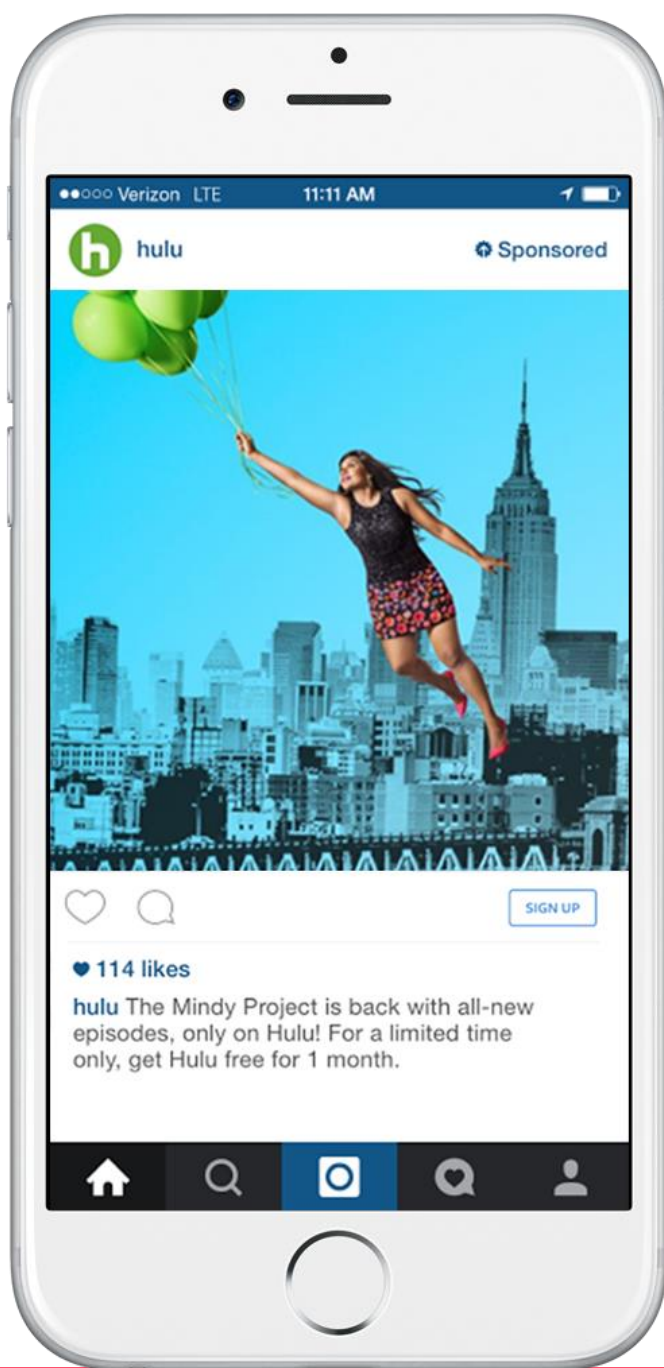 Verizon LTE 11:11 AM
h hulu Sponsored
SIGN UP
114 likes
hulu The Mindy Project is back with all-new
episodes, only on Hulu! For a limited time
only, get Hulu free for 1 month.